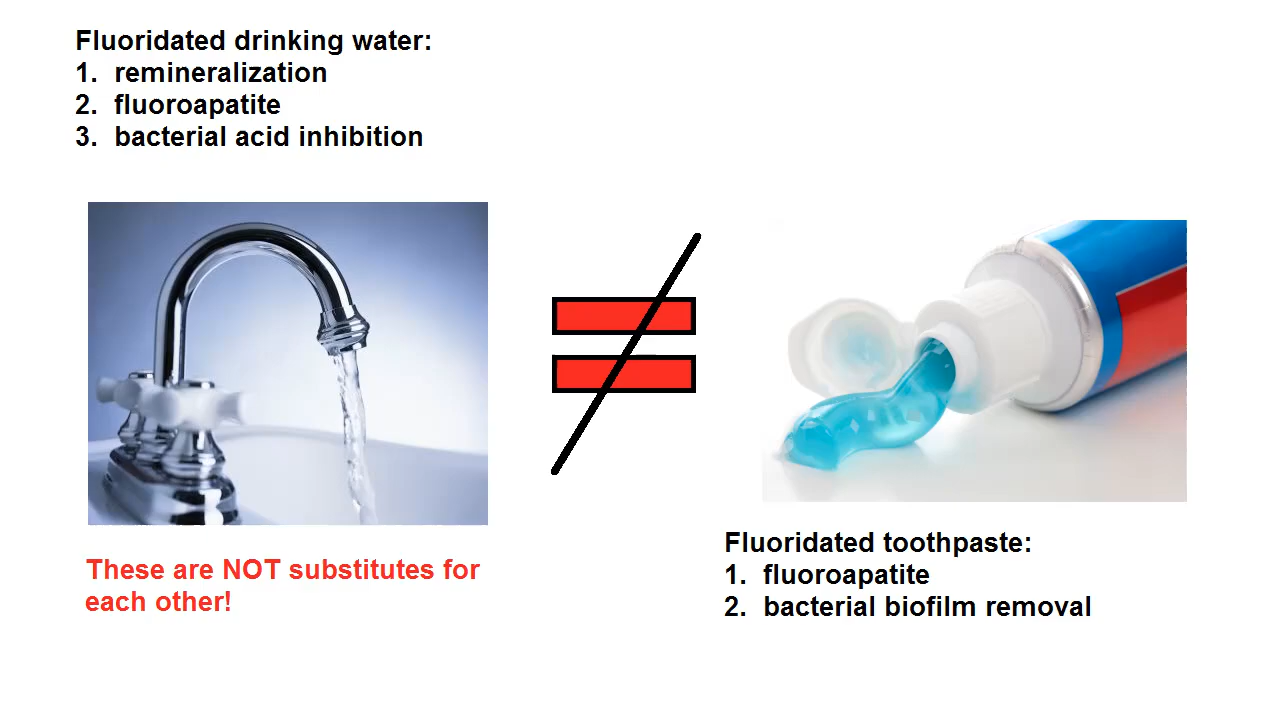 Fluoridated drinking water:
1. remineralization
2. fluoroapatite
3. bacterial acid inhibition
These are NOT substitutes for
each other!
Fluoridated toothpaste:
1. fluoroapatite
2. bacterial biofilm removal